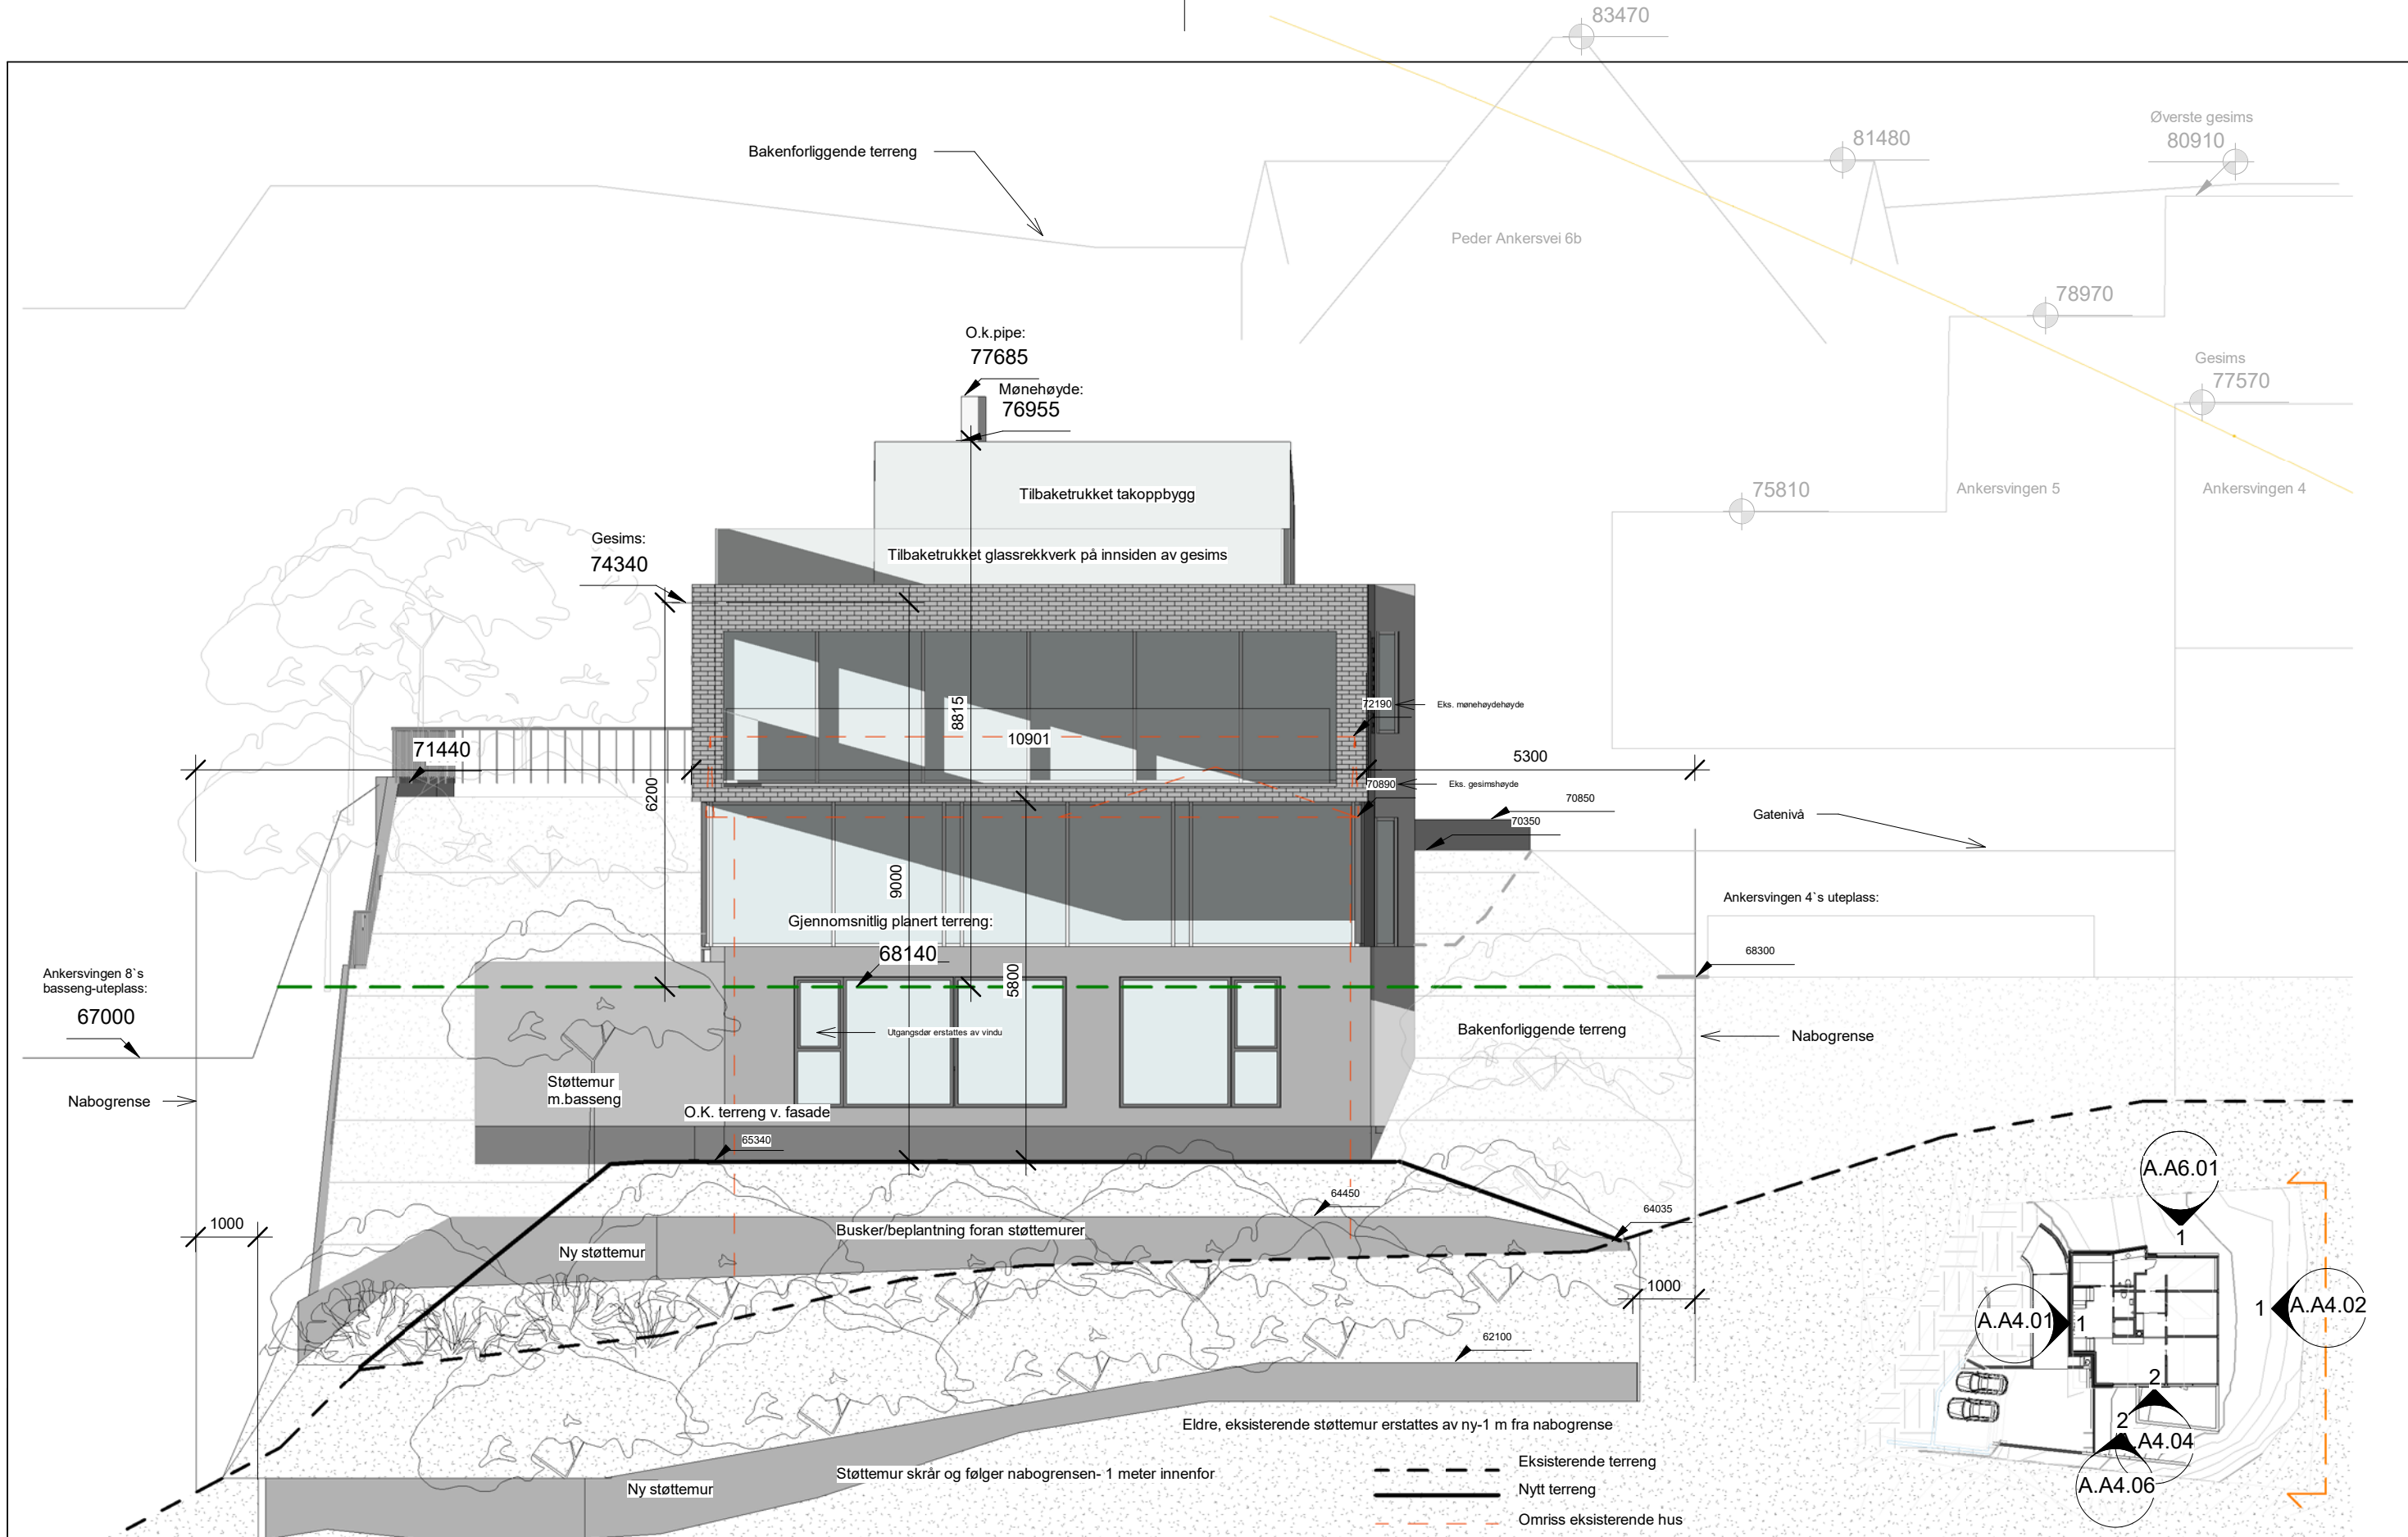 83470
Øverste gesims
80910
81480
Bakenforliggende terreng
Peder Ankersvei 6b
78970
O.k.pipe:
77685
Mønehøyde:
76955
Gesims
77570
Tilbaketrukket takoppbygg
75810
Ankersvingen 5
Ankersvingen 4
Gesims:
74340
Tilbaketrukket glassrekkverk på innsiden av gesims
8815
72190
Eks. mønehøydehøyde
71440
10901
5300
6200
70890
Eks. gesimshøyde
70850
70350
Gatenivå
9000
Ankersvingen 4`s uteplass:
Gjennomsnitlig planert terreng:
68140
68300
5800
Ankersvingen 8`s
basseng-uteplass:
67000
Utgangsdør erstattes av vindu
Bakenforliggende terreng
Nabogrense
Støttemur
m.basseng
Nabogrense
O.K. terreng v. fasade
65340
64450
64035
1000
Busker/beplantning foran støttemurer
Ny støttemur
1000
62100
A.A6.01
1
A.A4.01
1
1
A.A4.02
2
2
A.A4.04
A.A4.06
Eldre, eksisterende støttemur erstattes av ny-1 m fra nabogrense
Støttemur skrår og følger nabogrensen- 1 meter innenfor
Ny støttemur
Eksisterende terreng
Nytt terreng
Omriss eksisterende hus